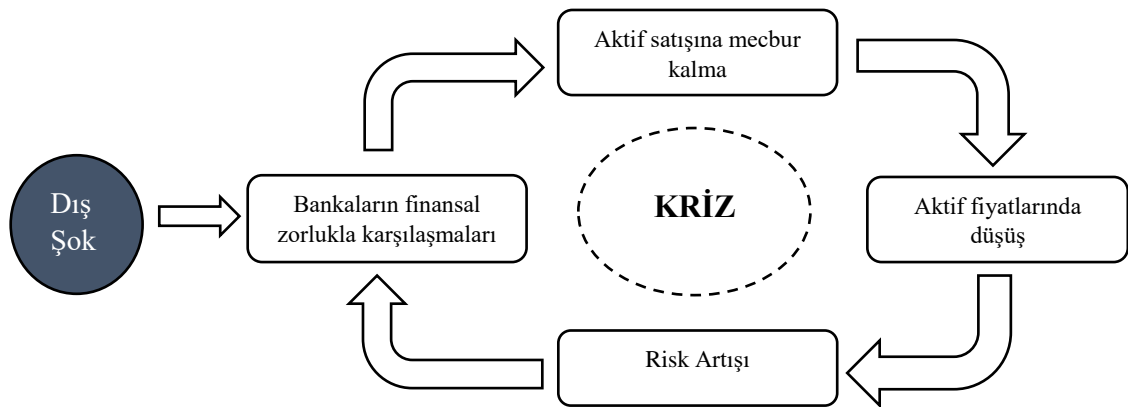 Aktif satışına mecbur
kalma
Dış
Şok
Bankaların finansal
zorlukla karşılaşmaları
KRİZ
Aktif fiyatlarında
düşüş
Risk Artışı